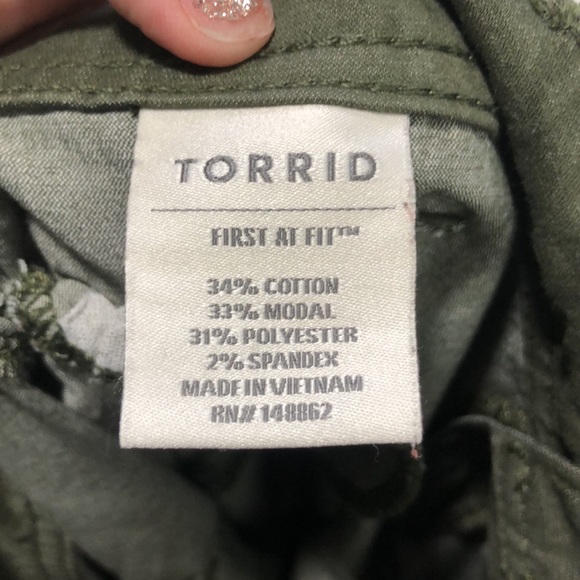 TORRID
FIRST AT FIT™
34% COTTON
33% MODAL
31% POLYESTER
2% SPANDEX
MADE IN VIETNAM
RN# 148862